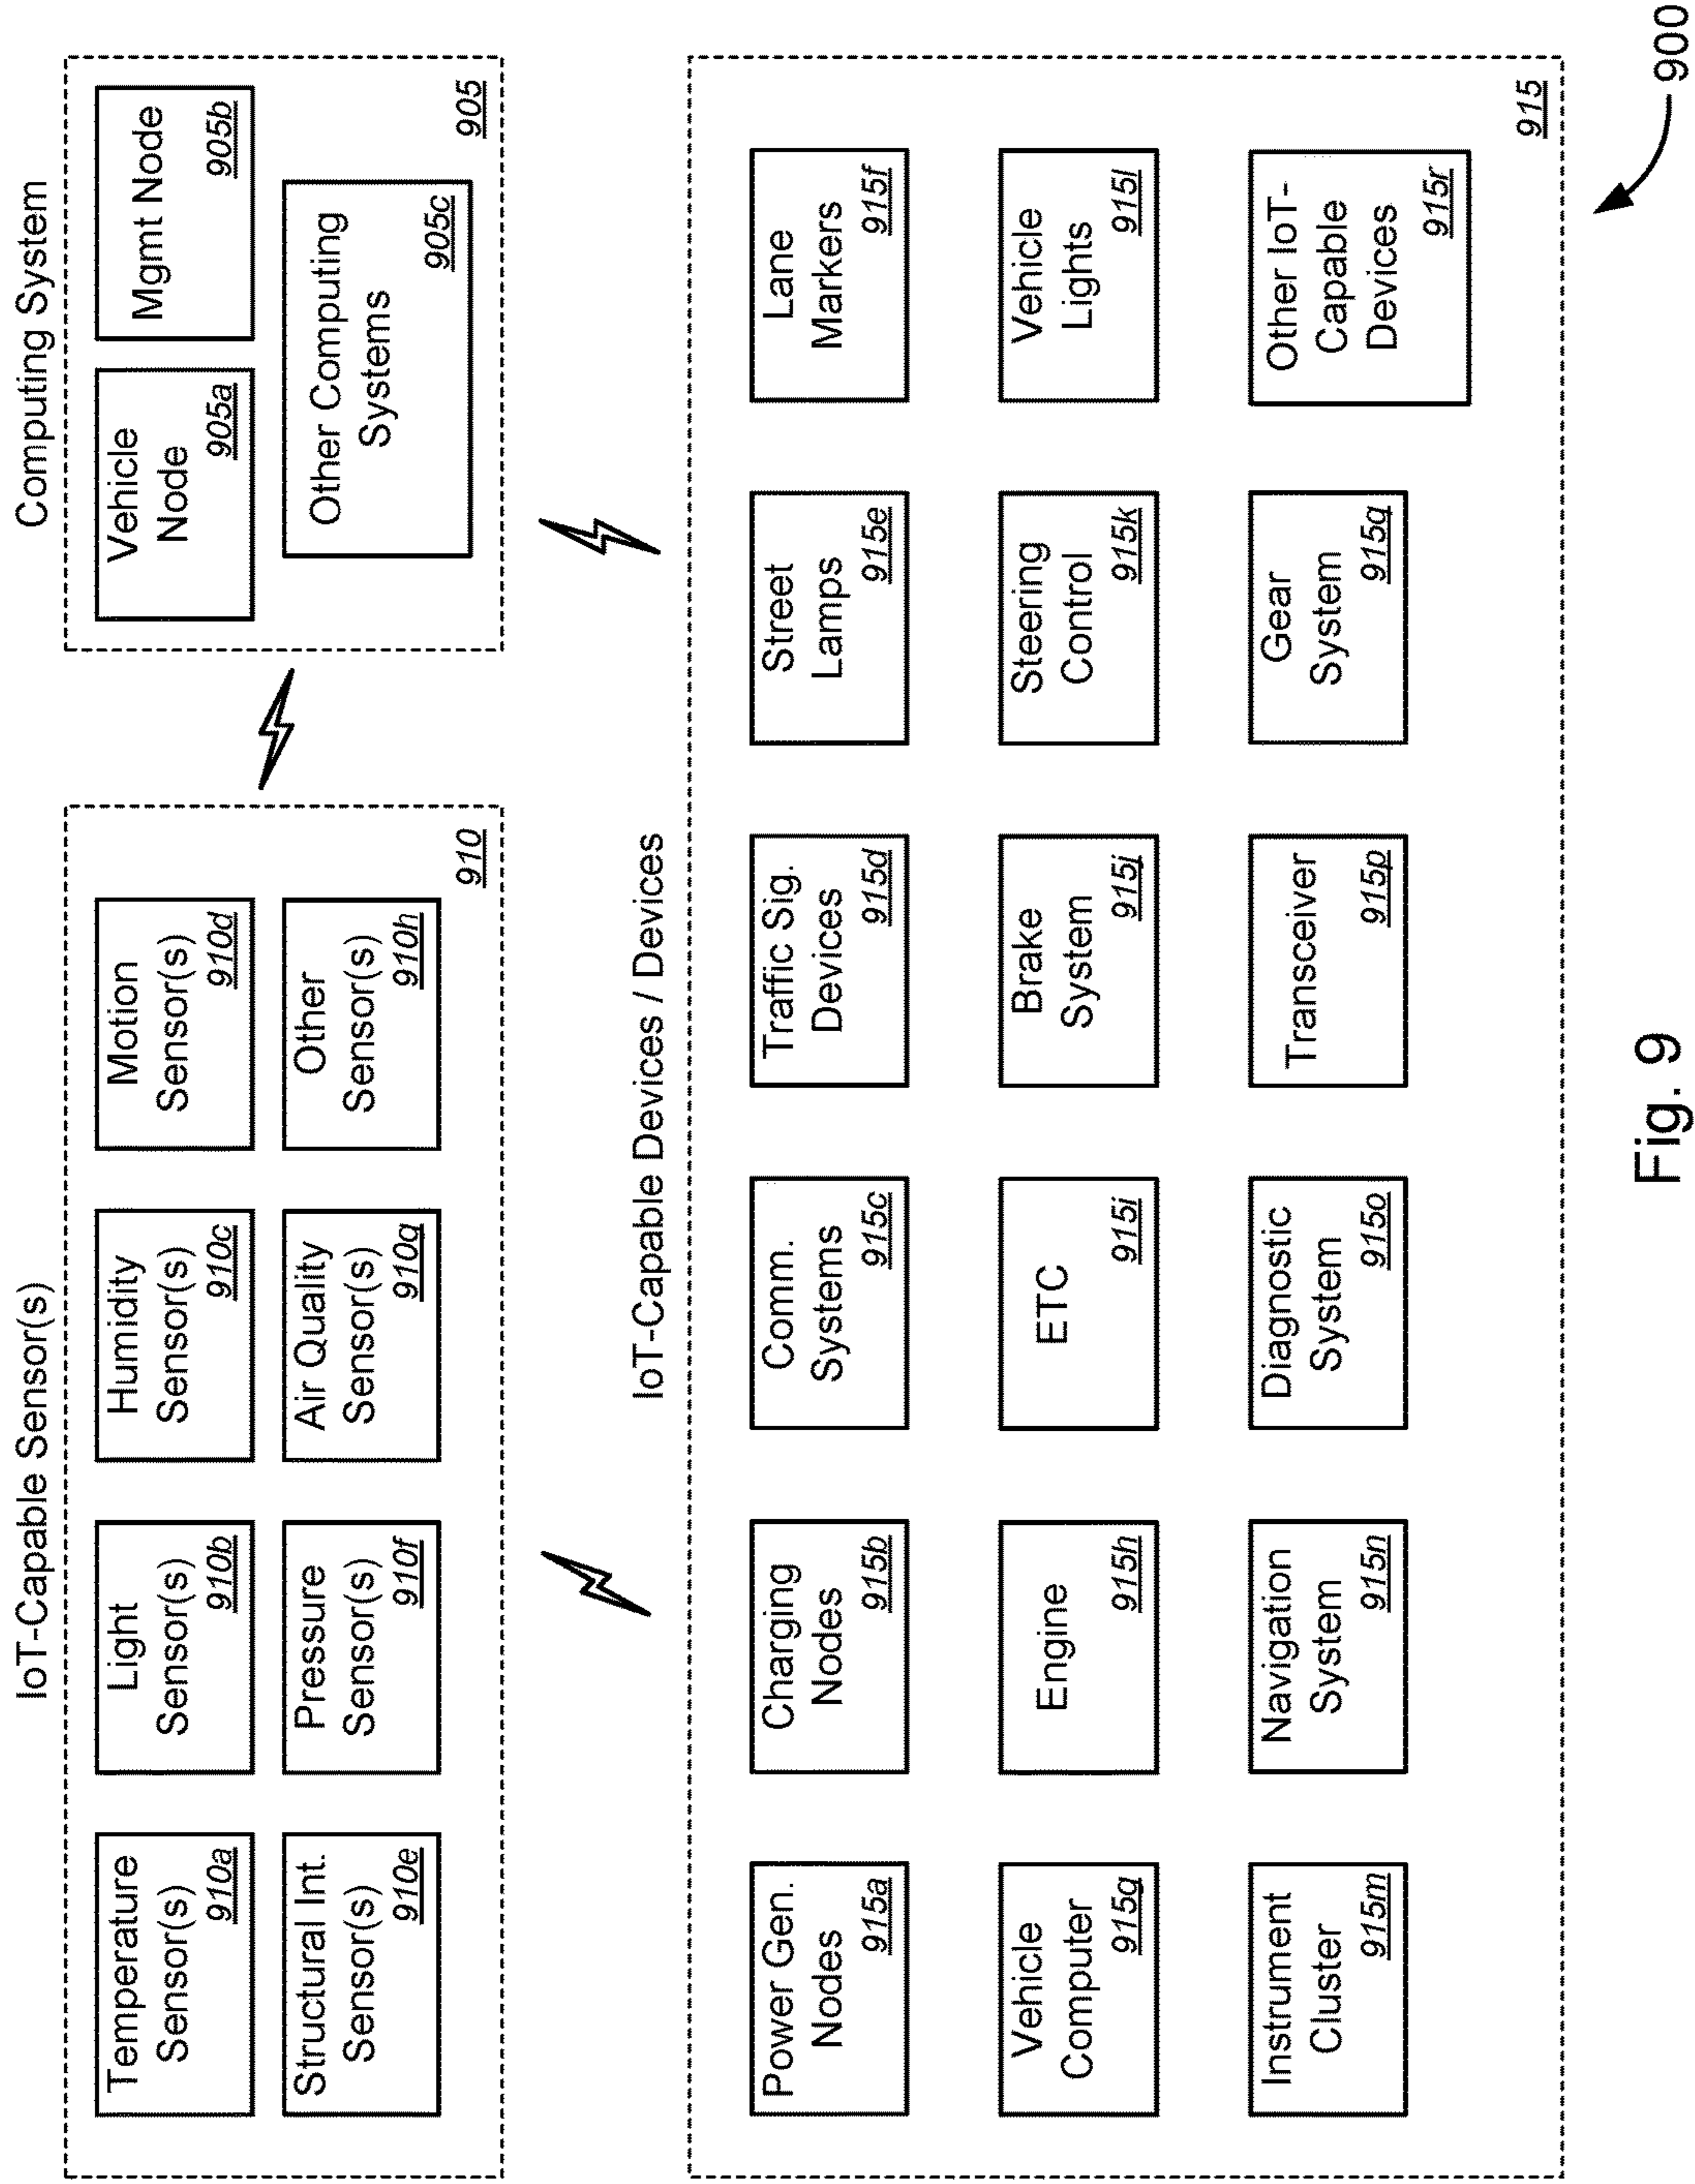 IoT-Capable Sensor(s)
Temperature
Sensor(s)
910a
Light
Sensor(s)
910b
Humidity
Sensor(s)
910c
Motion
Sensor(s)
910d
Structural Int.
Sensor(s)
910e
Pressure
Sensor(s)
910f
Air Quality
Sensor(s)
910g
Other
Sensor(s)
910h
910
Computing System
Vehicle
Node
905a
Mgmt Node
905b
Other Computing
Systems
905c
905
IoT-Capable Devices / Devices
Power Gen.
Nodes
915a
Charging
Nodes
915b
Comm.
Systems
915c
Traffic Sig.
Devices
915d
Street
Lamps
915e
Lane
Markers
915f
Vehicle
Computer
915g
Engine
915h
ETC
915i
Brake
System
915j
Steering
Control
915k
Vehicle
Lights
915l
Instrument
Cluster
915m
Navigation
System
915n
Diagnostic
System
915o
Transceiver
915p
Gear
System
915q
Other IoT-
Capable
Devices
915r
915
900
Fig. 9